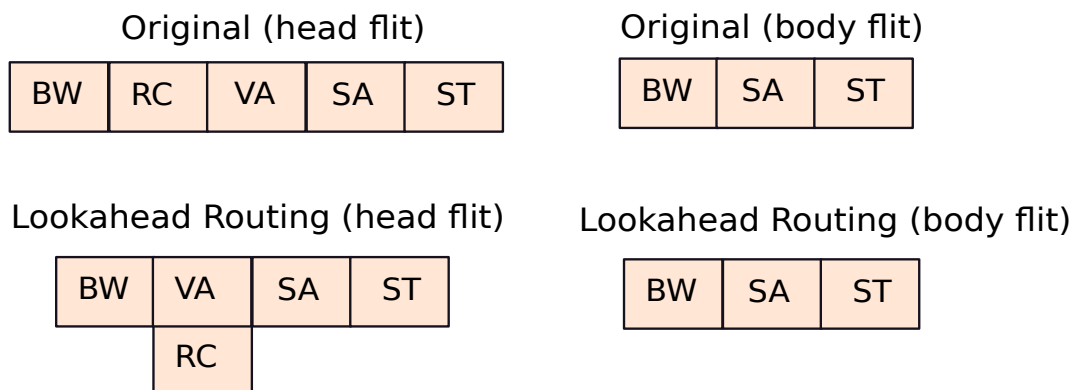 Original (head flit)
BW RC VA SA ST
Original (body flit)
BW SA ST
Lookahead Routing (head flit)
BW VA SA ST
RC
Lookahead Routing (body flit)
BW SA ST